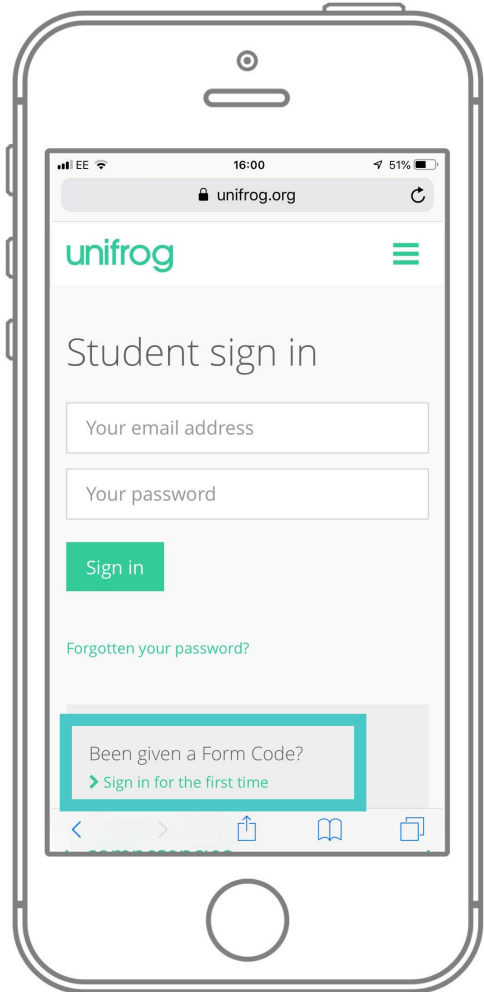 EE 16:00 51%
unifrog.org
unifrog
Student sign in
Your email address
Your password
Sign in
Forgotten your password?
Been given a Form Code?
Sign in for the first time